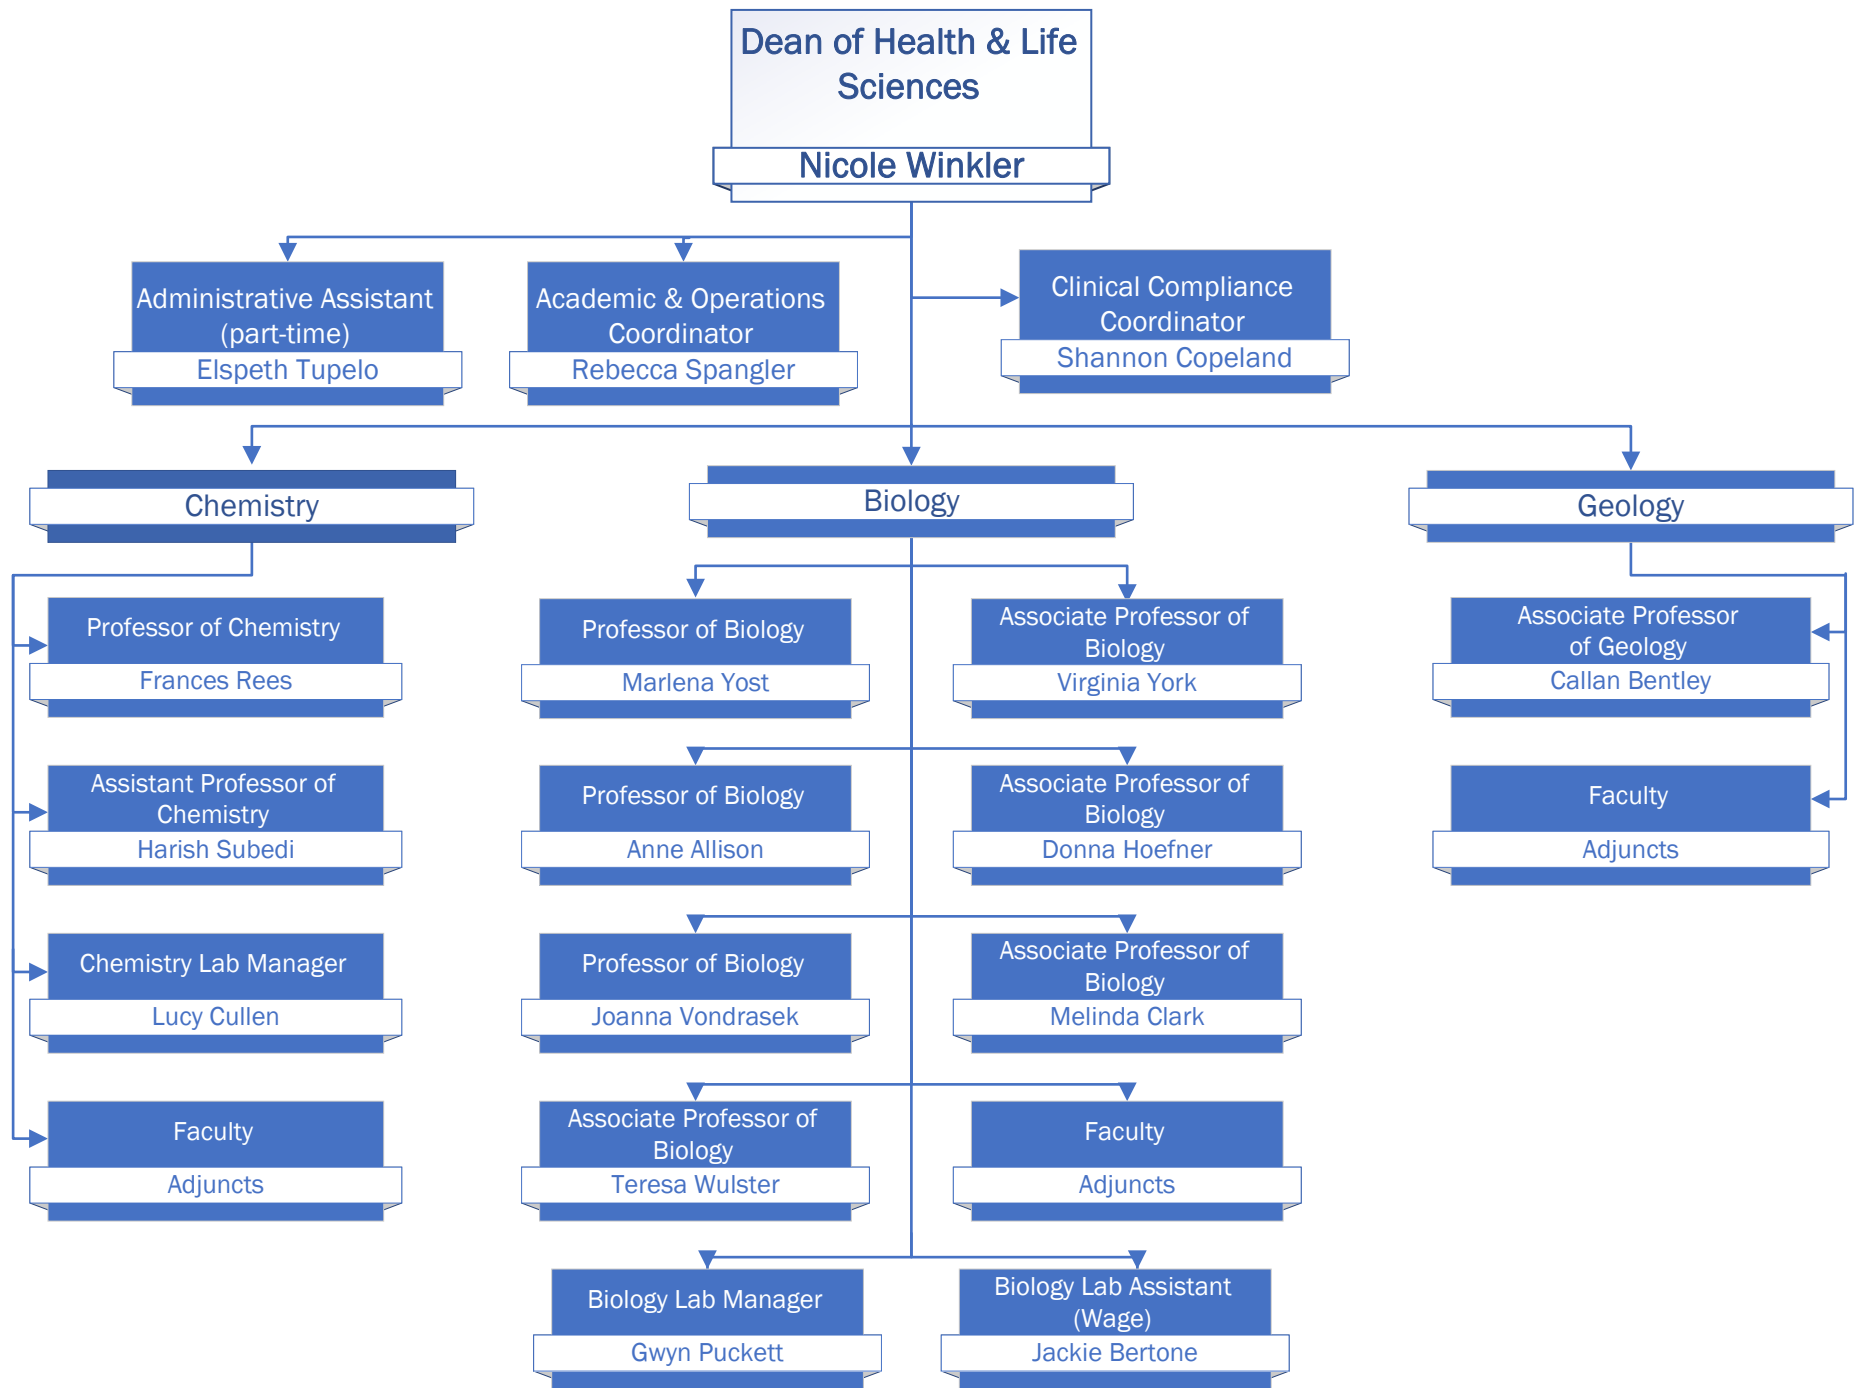 Dean of Health & Life
Sciences
Nicole Winkler
Administrative Assistant
(part-time)
Elspeth Tupelo
Academic & Operations
Coordinator
Rebecca Spangler
Clinical Compliance
Coordinator
Shannon Copeland
Chemistry
Biology
Geology
Professor of Chemistry
Frances Rees
Assistant Professor of
Chemistry
Harish Subedi
Chemistry Lab Manager
Lucy Cullen
Faculty
Adjuncts
Professor of Biology
Marlena Yost
Associate Professor of
Biology
Virginia York
Professor of Biology
Anne Allison
Associate Professor of
Biology
Donna Hoefner
Professor of Biology
Joanna Vondrasek
Associate Professor of
Biology
Melinda Clark
Associate Professor of
Biology
Teresa Wulster
Faculty
Adjuncts
Biology Lab Manager
Gwyn Puckett
Biology Lab Assistant
(Wage)
Jackie Bertone
Associate Professor
of Geology
Callan Bentley
Faculty
Adjuncts